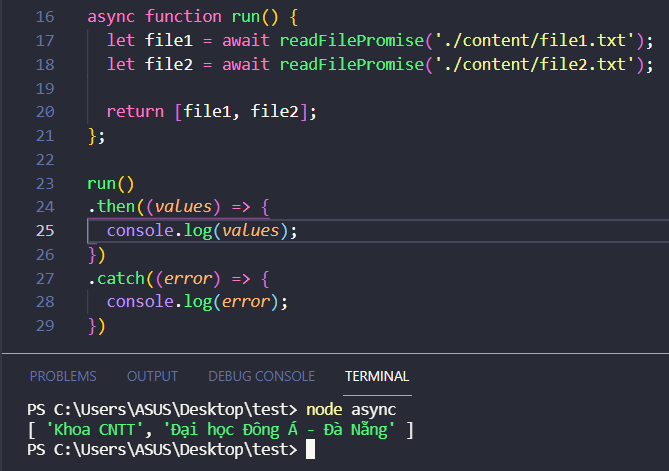 16 async function run() {
17   let file1 = await readFilePromise('./content/file1.txt');
18   let file2 = await readFilePromise('./content/file2.txt');
19
20   return [file1, file2];
21 };
22
23 run()
24 .then((values) => {
25   console.log(values);
26 })
27 .catch((error) => {
28   console.log(error);
29 })
PROBLEMS OUTPUT DEBUG CONSOLE TERMINAL
PS C:\Users\ASUS\Desktop\test> node async
[ 'Khoa CNTT', 'Đại học Đông Á - Đà Nẵng' ]
PS C:\Users\ASUS\Desktop\test>